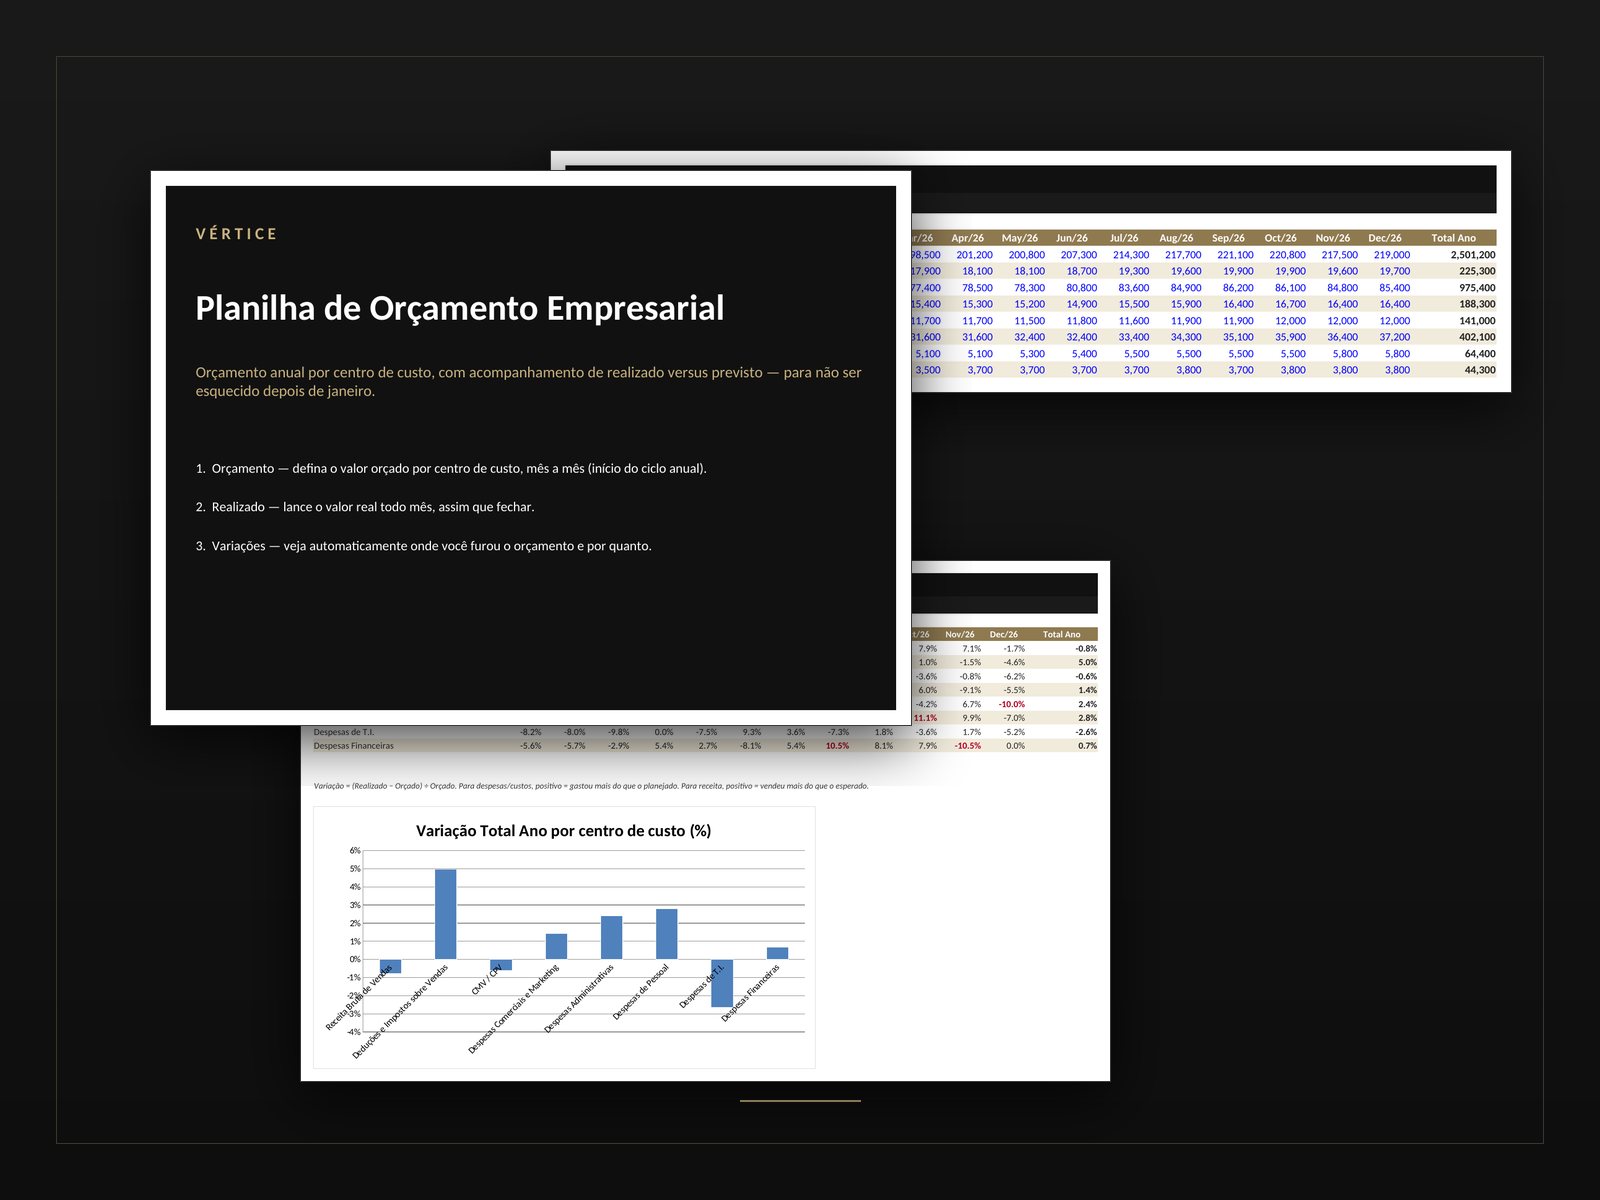 VÉRTICE
Planilha de Orçamento Empresarial
Orçamento anual por centro de custo, com acompanhamento de realizado versus previsto — para não ser
esquecido depois de janeiro.
1. Orçamento — defina o valor orçado por centro de custo, mês a mês (início do ciclo anual).
2. Realizado — lance o valor real todo mês, assim que fechar.
3. Variações — veja automaticamente onde você furou o orçamento e por quanto.
Apr/26 May/26 Jun/26 Jul/26 Aug/26 Sep/26 Oct/26 Nov/26 Dec/26 Total Ano
98,500 201,200 200,800 207,300 214,300 217,700 221,100 220,800 217,500 219,000 2,501,200
17,900 18,100 18,100 18,700 19,300 19,600 19,900 19,900 19,600 19,700 225,300
77,400 78,500 78,300 80,800 83,600 84,900 86,200 86,100 84,800 85,400 975,400
15,400 15,300 15,200 14,900 15,500 15,900 16,400 16,700 16,400 16,400 188,300
11,700 11,700 11,500 11,800 11,600 11,900 11,900 12,000 12,000 12,000 141,000
31,600 31,600 32,400 32,400 33,400 34,300 35,100 35,900 36,400 37,200 402,100
5,100 5,100 5,300 5,400 5,500 5,500 5,500 5,500 5,800 5,800 64,400
3,500 3,700 3,700 3,700 3,700 3,800 3,700 3,800 3,800 3,800 44,300
Nov/26 Dec/26 Total Ano
7.9% 7.1% -1.7% -0.8%
1.0% -1.5% -4.6% 5.0%
-3.6% -0.8% -6.2% -0.6%
6.0% -9.1% -5.5% 1.4%
-4.2% 6.7% -10.0% 2.4%
11.1% 9.9% -7.0% 2.8%
Despesas de T.I. -8.2% -8.0% -9.8% 0.0% -7.5% 9.3% 3.6% -7.3% 1.8% -3.6% 1.7% -5.2% -2.6%
Despesas Financeiras -5.6% -5.7% -2.9% 5.4% 2.7% -8.1% 5.4% 10.5% 8.1% 7.9% -10.5% 0.0% 0.7%
Variação = (Realizado − Orçado) ÷ Orçado. Para despesas/custos, positivo = gastou mais do que o planejado. Para receita, positivo = vendeu mais do que o esperado.
Variação Total Ano por centro de custo (%)
6%
5%
4%
3%
2%
1%
0%
-1%
-2%
-3%
-4%
Receita Bruta de Vendas
Deduções e Impostos sobre Vendas
CMV / CPV
Despesas Comerciais e Marketing
Despesas Administrativas
Despesas de Pessoal
Despesas de T.I.
Despesas Financeiras